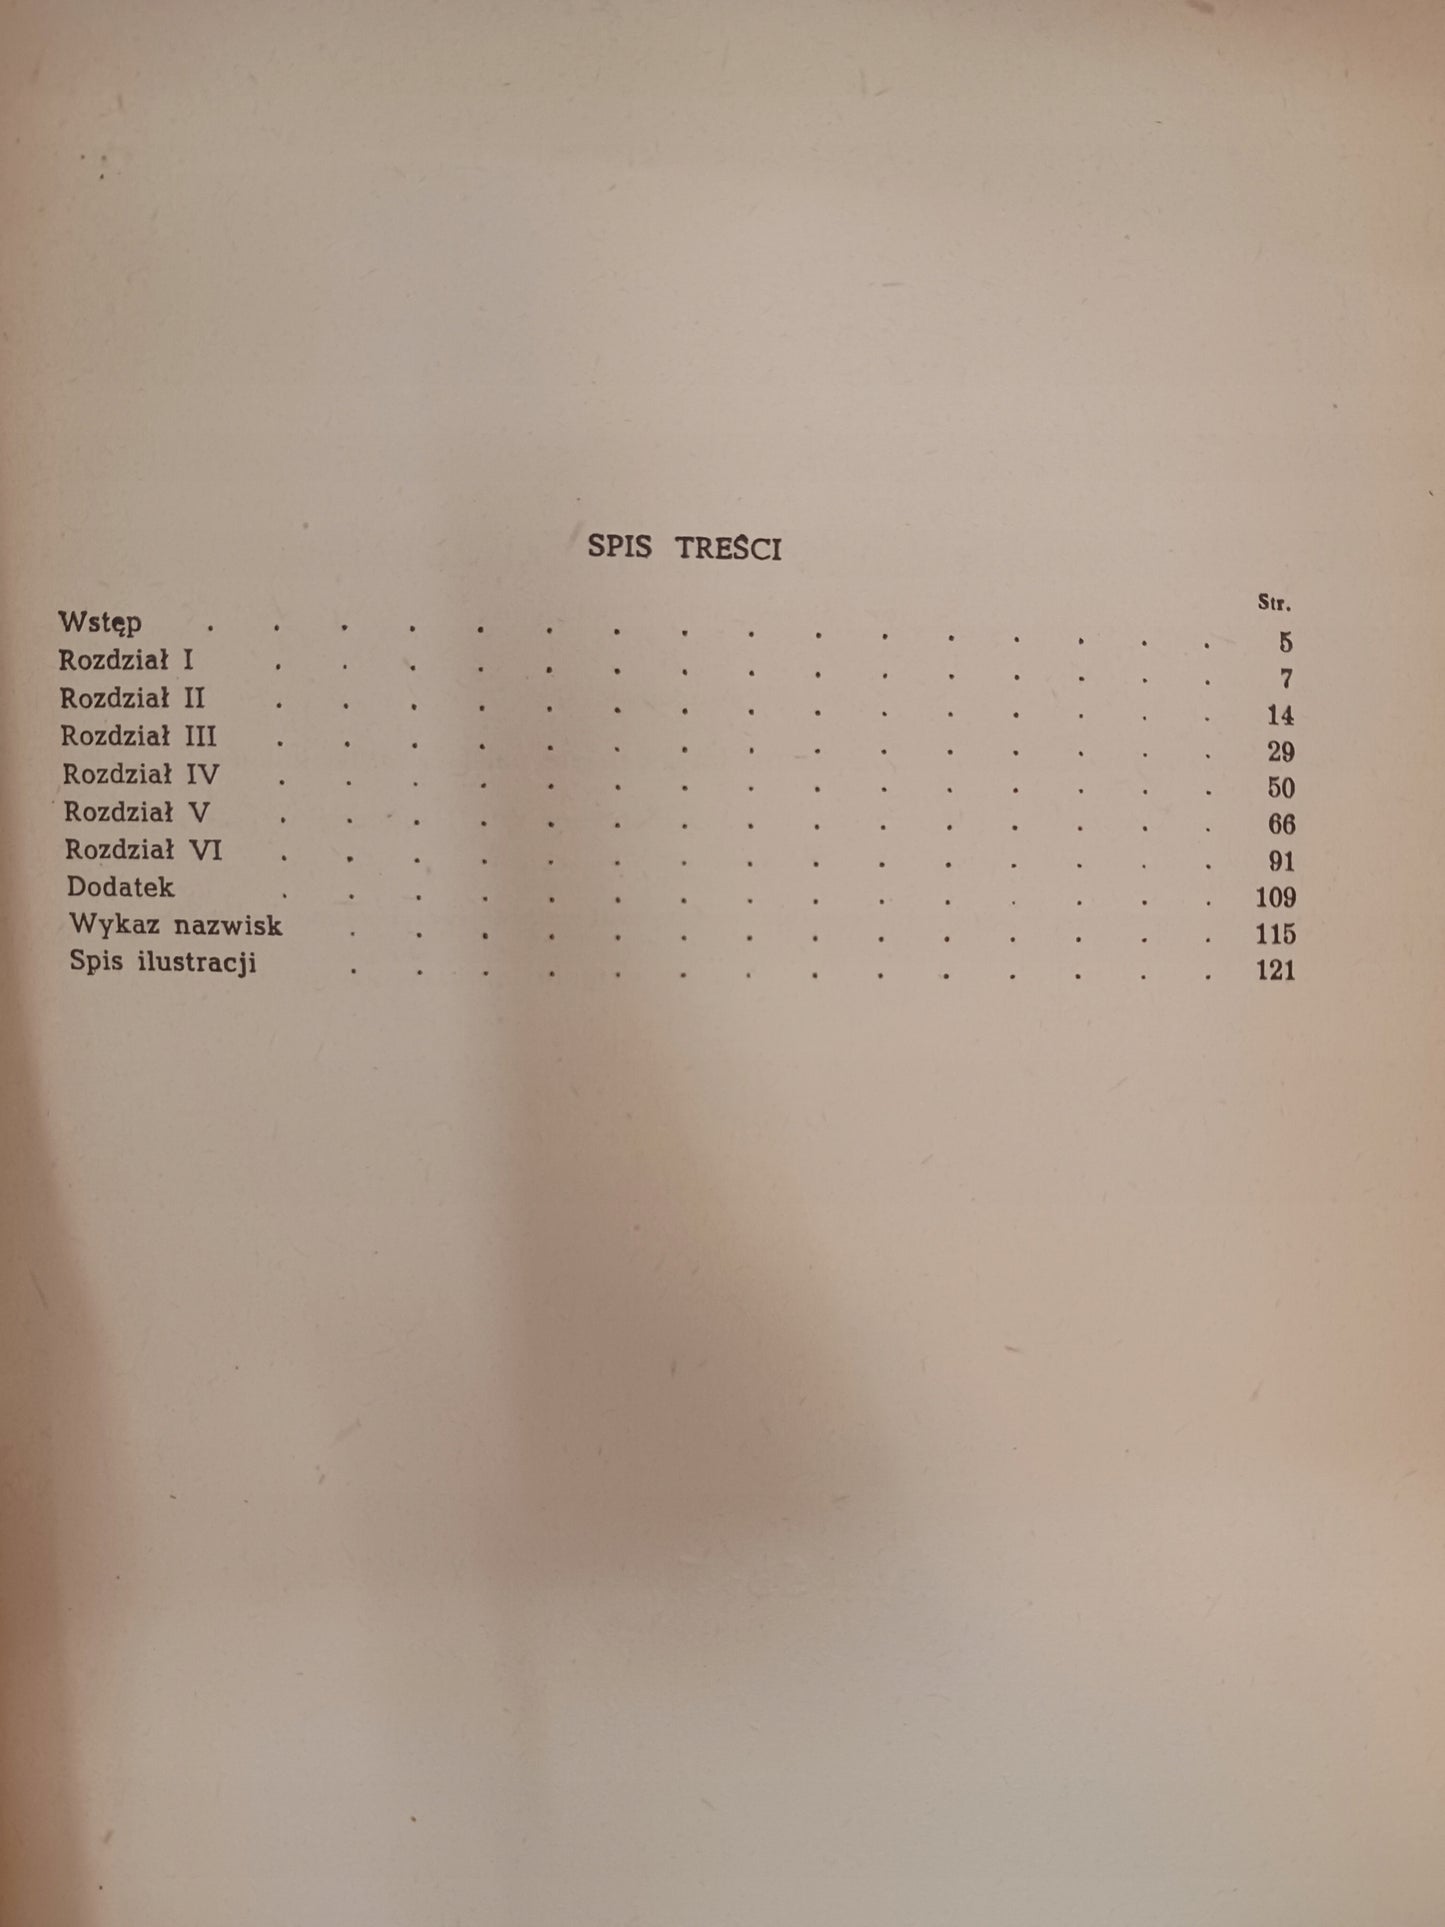 SPIS TREŚCI
Str.
Wstęp . . . . . . . . . . . . . . . . 5
Rozdział I . . . . . . . . . . . . . . . 7
Rozdział II . . . . . . . . . . . . . . . 14
Rozdział III . . . . . . . . . . . . . . . 29
Rozdział IV . . . . . . . . . . . . . . . 50
Rozdział V . . . . . . . . . . . . . . . 66
Rozdział VI . . . . . . . . . . . . . . . 91
Dodatek . . . . . . . . . . . . . . . 109
Wykaz nazwisk . . . . . . . . . . . . . . 115
Spis ilustracji . . . . . . . . . . . . . . 121